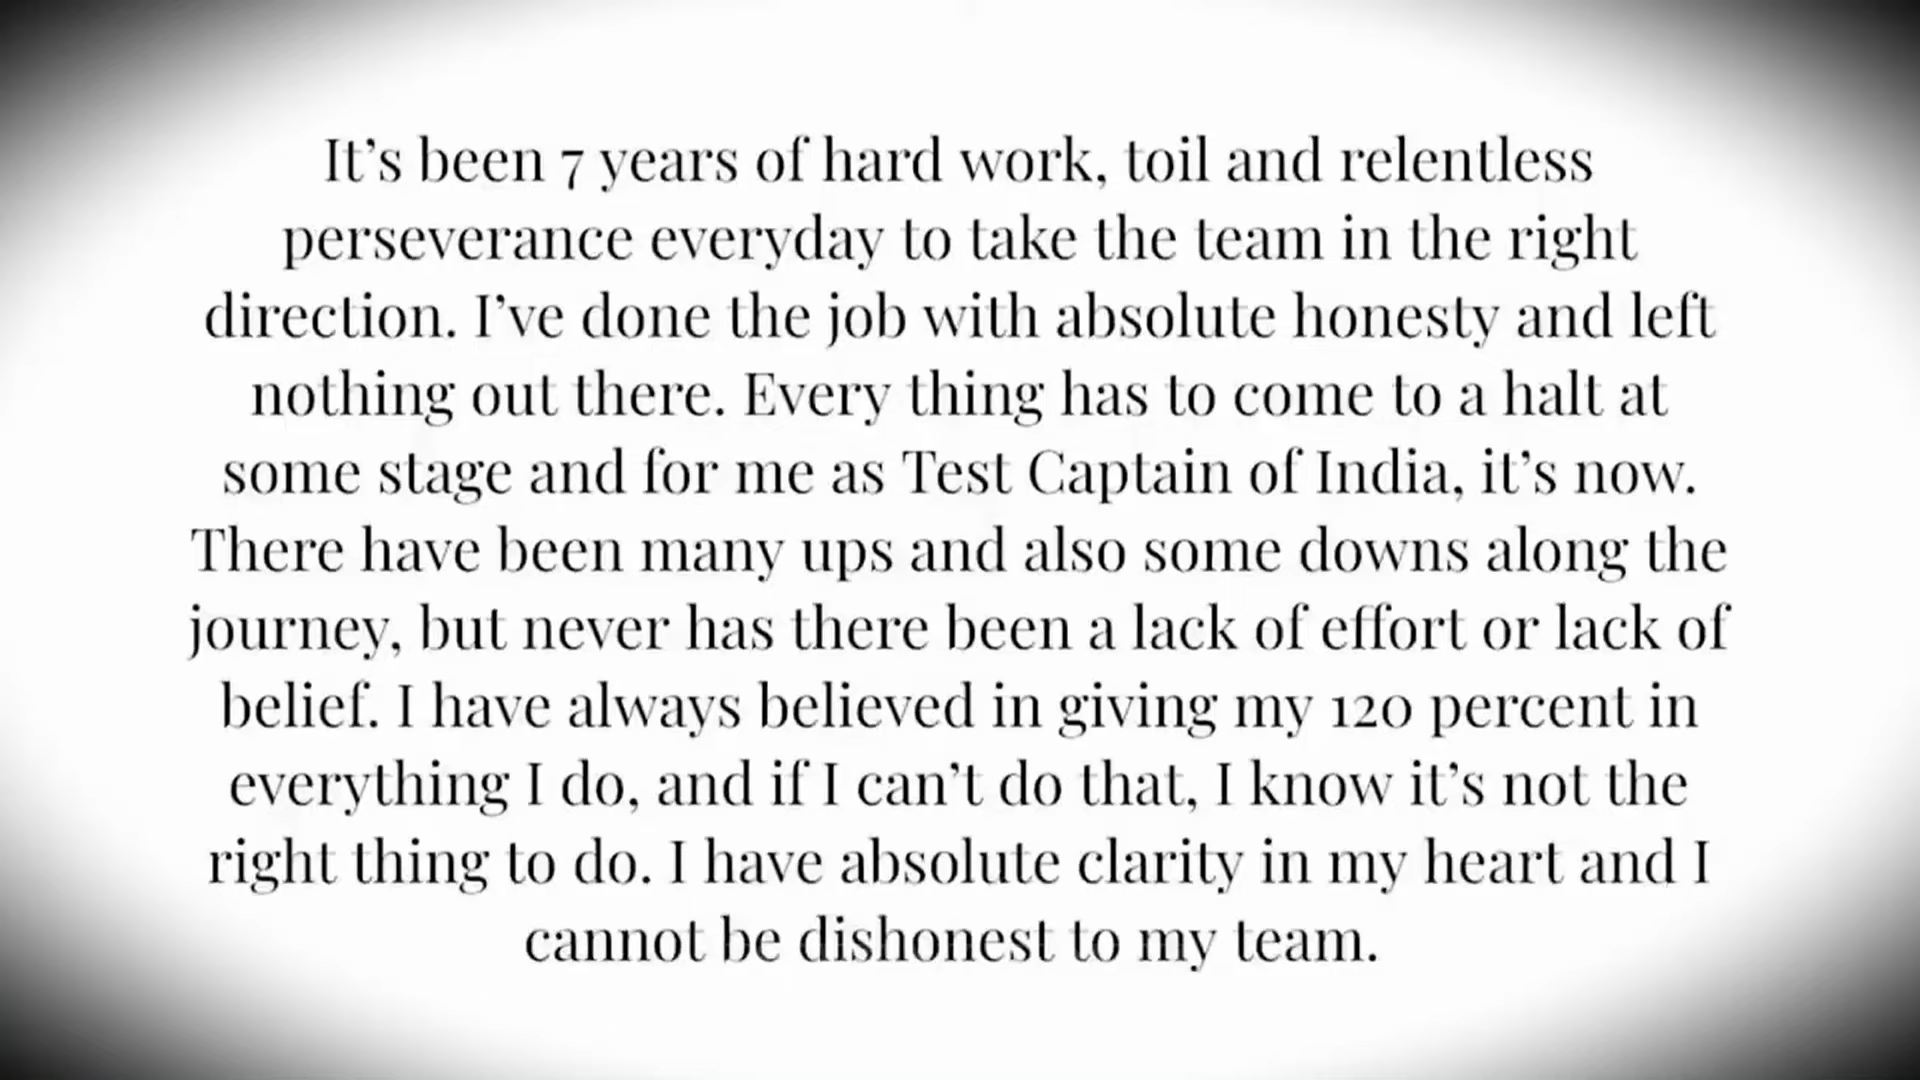 It’s been 7 years of hard work, toil and relentless
perseverance everyday to take the team in the right
direction. I’ve done the job with absolute honesty and left
nothing out there. Every thing has to come to a halt at
some stage and for me as Test Captain of India, it’s now.
There have been many ups and also some downs along the
journey, but never has there been a lack of effort or lack of
belief. I have always believed in giving my 120 percent in
everything I do, and if I can’t do that, I know it’s not the
right thing to do. I have absolute clarity in my heart and I
cannot be dishonest to my team.